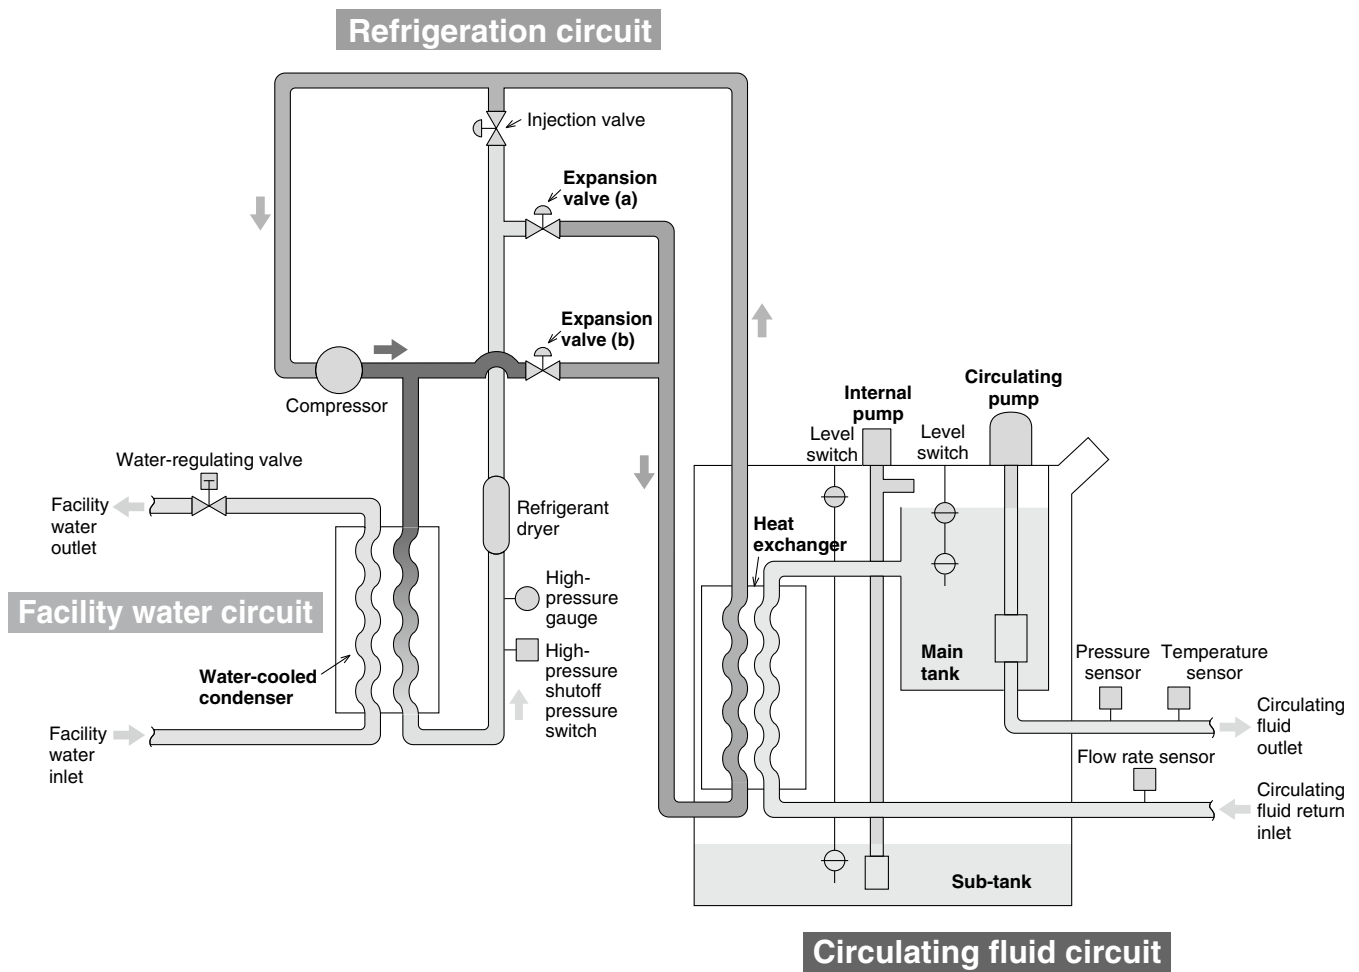 Refrigeration circuit
Injection valve
Expansion
valve (a)
Expansion
valve (b)
Compressor
Water-regulating valve
Facility
water
outlet
Refrigerant
dryer
High-
pressure
gauge
High-
pressure
shutoff
pressure
switch
Facility water circuit
Water-cooled
condenser
Facility
water
inlet
Internal
pump
Circulating
pump
Level
switch
Level
switch
Heat
exchanger
Main
tank
Pressure
sensor
Temperature
sensor
Circulating
fluid
outlet
Flow rate sensor
Circulating
fluid return
inlet
Sub-tank
Circulating fluid circuit